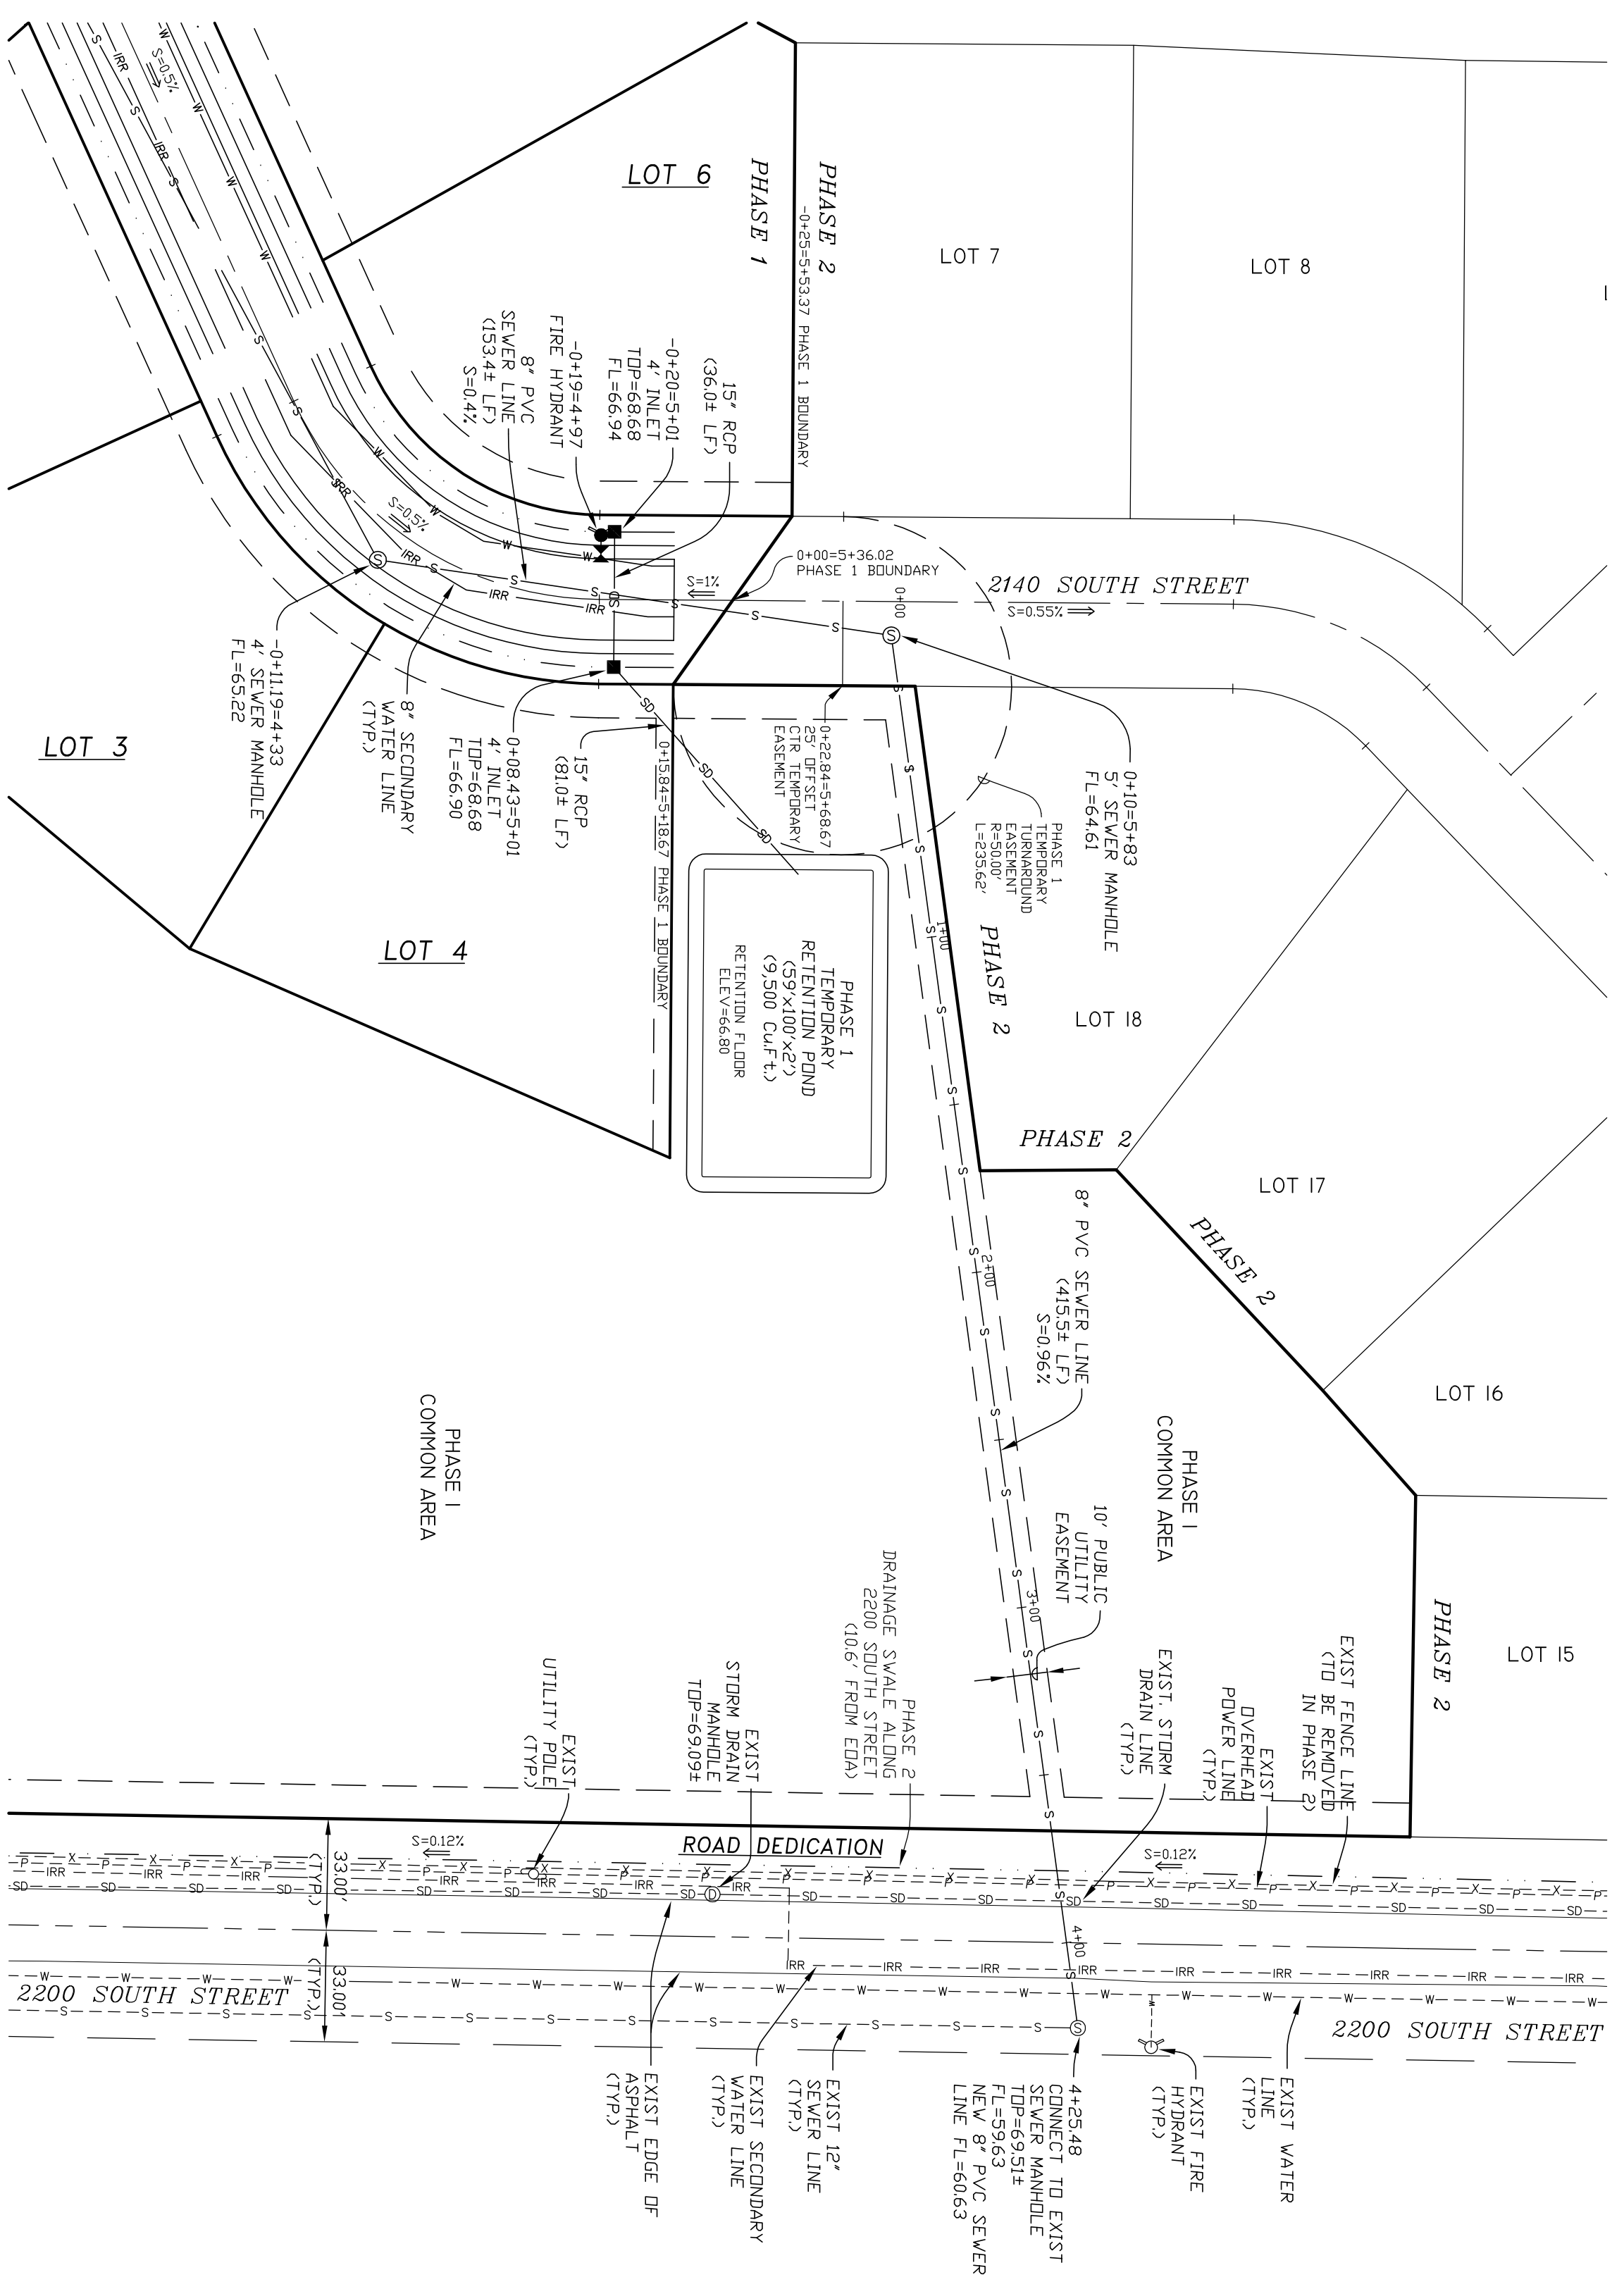 LOT 6
PHASE 1
PHASE 2
-0+25=5+53.37 PHASE 1 BOUNDARY
LOT 7
LOT 8
S=0.5%
15" RCP
(36.0± LF)
-0+20=5+01
4' INLET
TOP=68.68
FL=66.94
-0+19=4+97
FIRE HYDRANT
8" PVC
SEWER LINE
(153.4± LF)
S=0.4%
S=0.5%
S=1%
0+00=5+36.02
PHASE 1 BOUNDARY
0+00
2140 SOUTH STREET
S=0.55%
-0+11.19=4+33
4' SEWER MANHOLE
FL=65.22
8" SECONDARY
WATER LINE
(TYP.)
0+08.43=5+01
4' INLET
TOP=68.68
FL=66.90
15" RCP
(81.0± LF)
0+15.84=5+18.67 PHASE 1 BOUNDARY
0+22.84=5+68.67
25' OFFSET
CTR TEMPORARY
EASEMENT
PHASE 1
TEMPORARY
TURNAROUND
EASEMENT
R=50.00'
L=235.62'
0+10=5+83
5' SEWER MANHOLE
FL=64.61
LOT 3
LOT 4
PHASE 1
TEMPORARY
RETENTION POND
(59'x100'x2')
(9,500 Cu.Ft.)
RETENTION FLOOR
ELEV=66.80
1+00
PHASE 2
LOT 18
PHASE 2
LOT 17
PHASE 2
LOT 16
2+00
8" PVC SEWER LINE
(415.5± LF)
S=0.96%
PHASE 1
COMMON AREA
PHASE 1
COMMON AREA
10' PUBLIC
UTILITY
EASEMENT
3+00
PHASE 2
LOT 15
EXIST FENCE LINE
(TO BE REMOVED
IN PHASE 2)
EXIST
OVERHEAD
POWER LINE
(TYP.)
EXIST. STORM
DRAIN LINE
(TYP.)
PHASE 2
DRAINAGE SWALE ALONG
2200 SOUTH STREET
(10.6' FROM EOA)
EXIST
STORM DRAIN
MANHOLE
TOP=69.09±
EXIST
UTILITY POLE
(TYP.)
ROAD DEDICATION
S=0.12%
S=0.12%
33.00'
(TYP.)
33.00'
(TYP.)
4+00
2200 SOUTH STREET
2200 SOUTH STREET
EXIST EDGE OF
ASPHALT
(TYP.)
EXIST SECONDARY
WATER LINE
(TYP.)
EXIST 12"
SEWER LINE
(TYP.)
4+25.48
CONNECT TO EXIST
SEWER MANHOLE
TOP=69.51±
FL=59.63
NEW 8" PVC SEWER
LINE FL=60.63
EXIST FIRE
HYDRANT
(TYP.)
EXIST WATER
LINE
(TYP.)